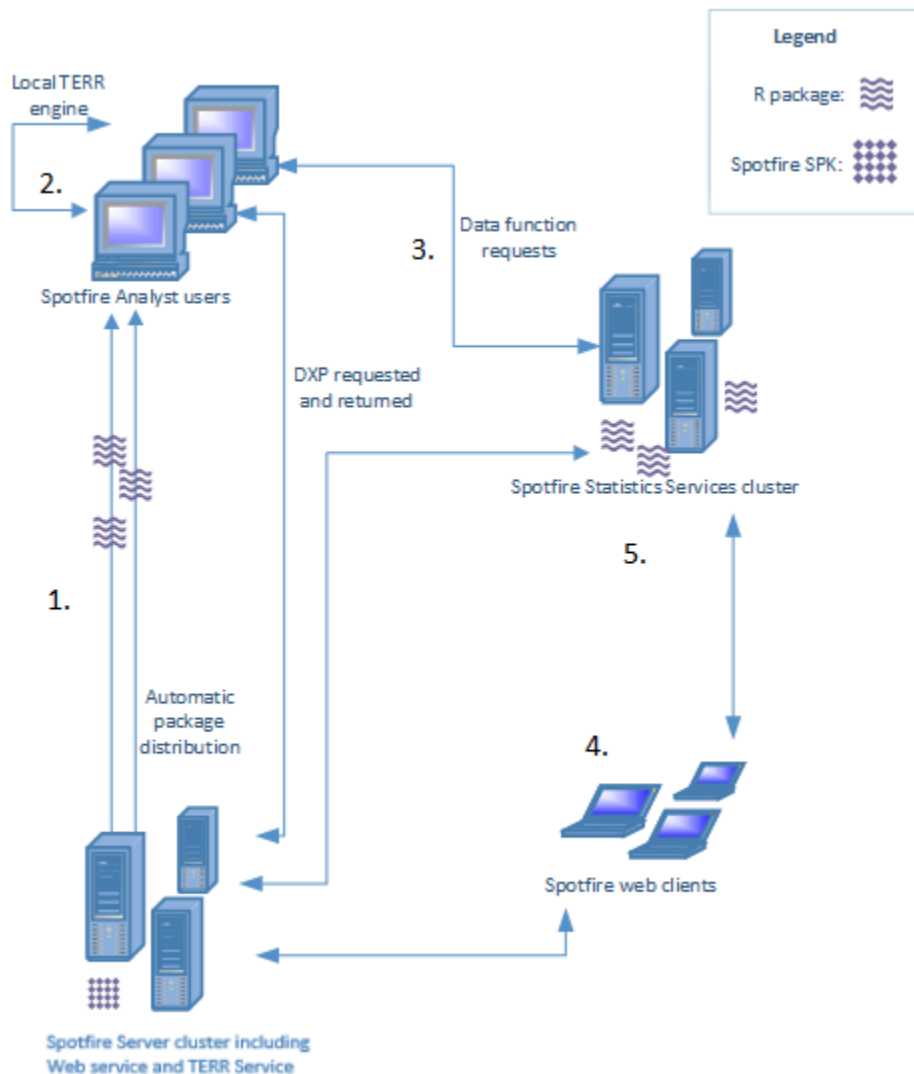 Legend
R package:
Spotfire SPK:
Local TERR
engine
2.
Spotfire Analyst users
3.
Data function
requests
DXP requested
and returned
Spotfire Statistics Services cluster
5.
1.
Automatic
package
distribution
4.
Spotfire web clients
Spotfire Server cluster including
Web service and TERR Service